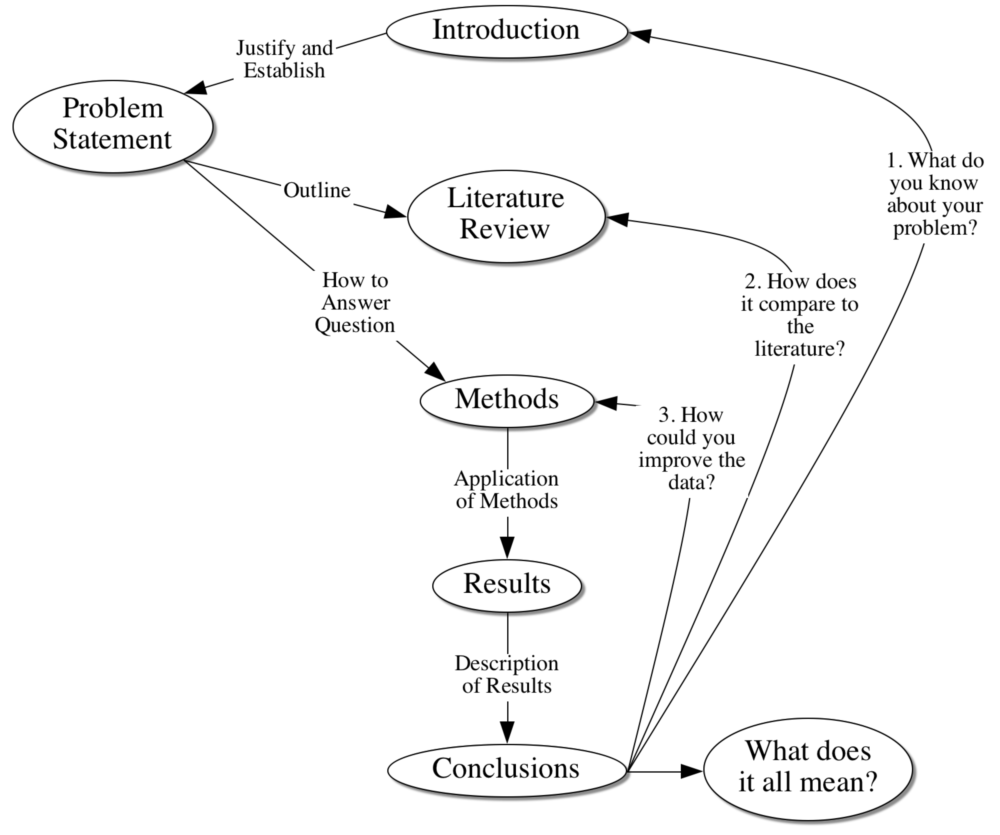 Introduction
Justify and
Establish
Problem
Statement
1. What do
you know
about your
problem?
Outline
Literature
Review
How to
Answer
Question
2. How does
it compare to
the
literature?
Methods
3. How
could you
improve the
data?
Application
of Methods
Results
Description
of Results
Conclusions
What does
it all mean?